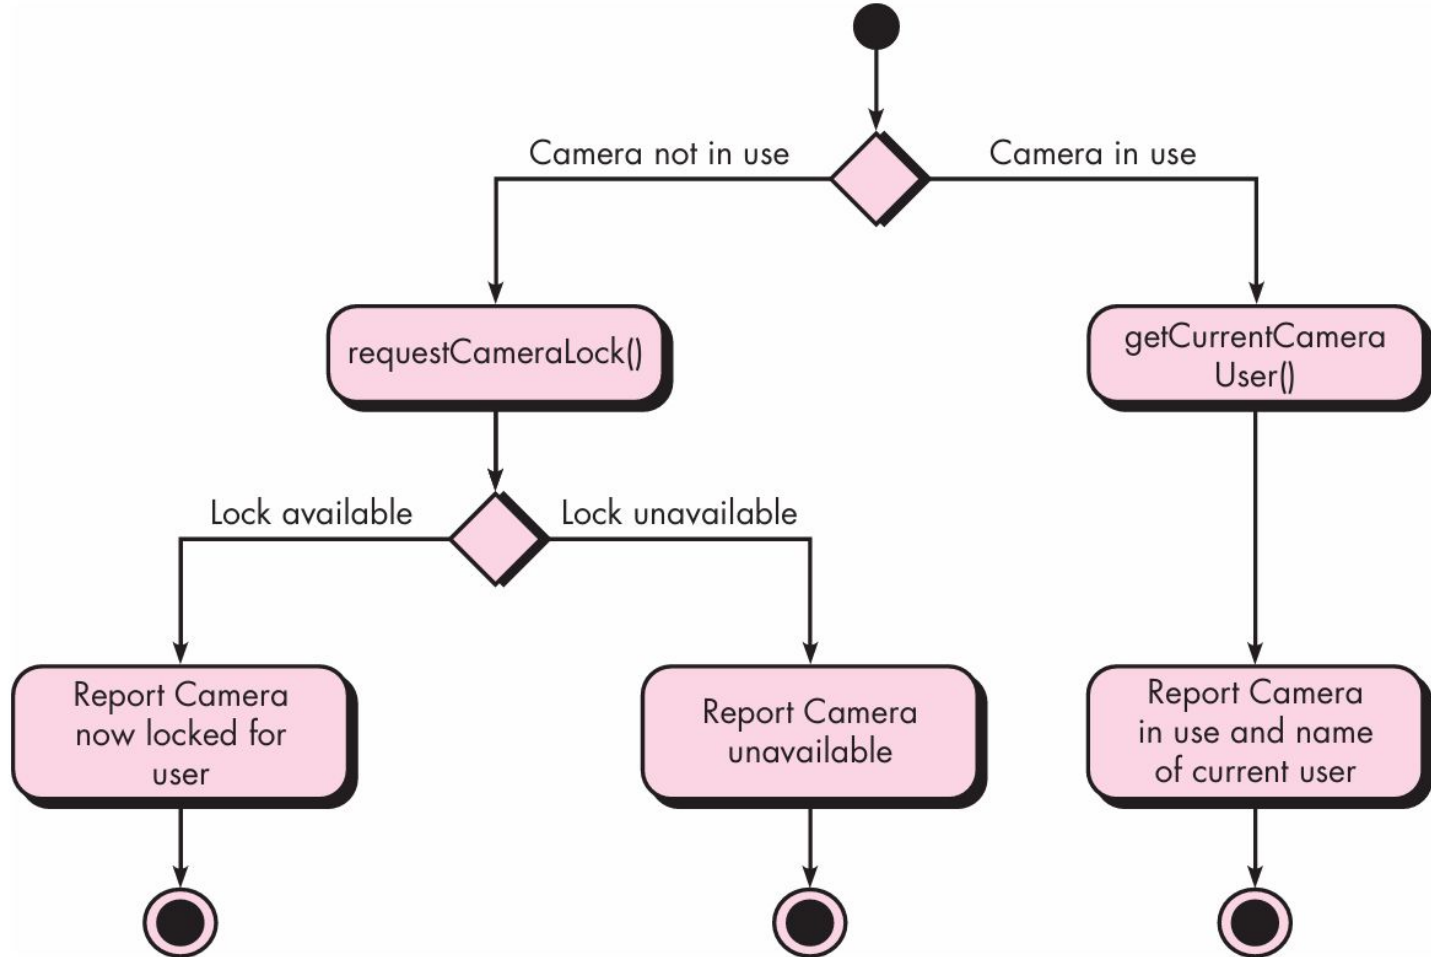 Camera not in use
Camera in use
requestCameraLock()
getCurrentCamera
User()
Lock available
Lock unavailable
Report Camera
now locked for
user
Report Camera
unavailable
Report Camera
in use and name
of current user